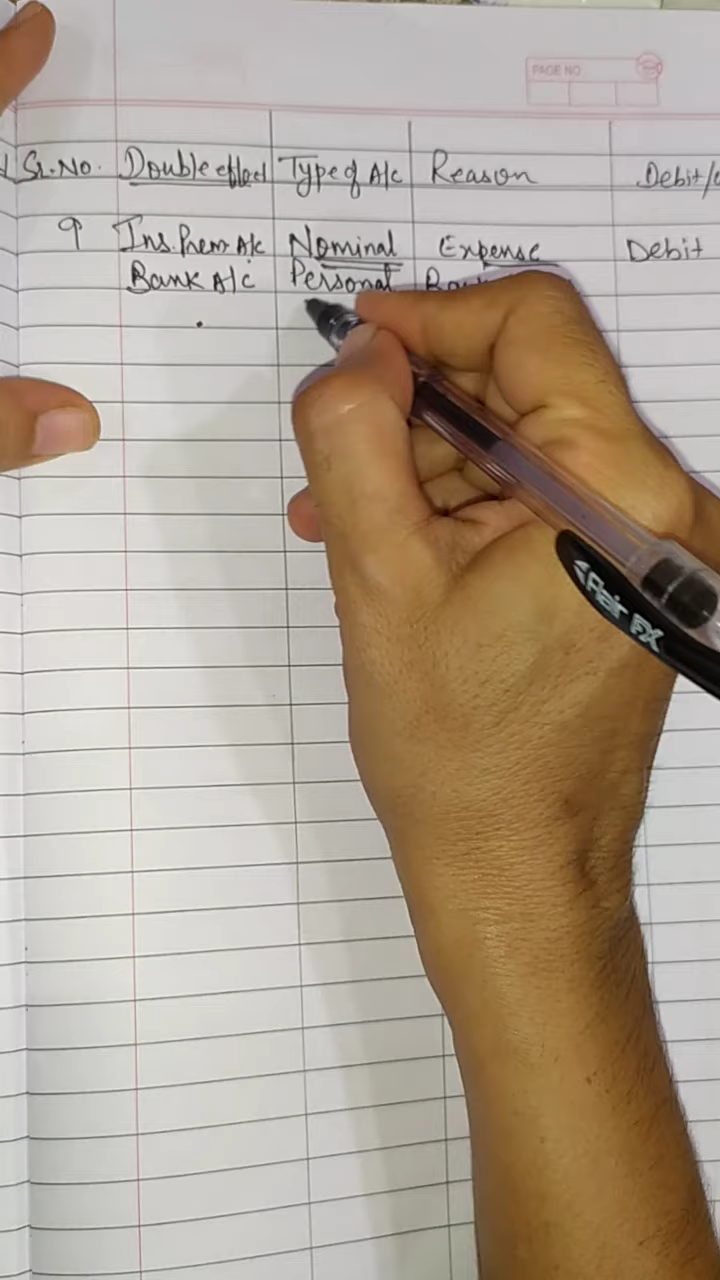 PAGE NO.
Sr.No. Double effect Type of A/c Reason Debit/
9 Ins.Prem A/c Nominal Expense Debit
Bank A/c Personal
Flair FX